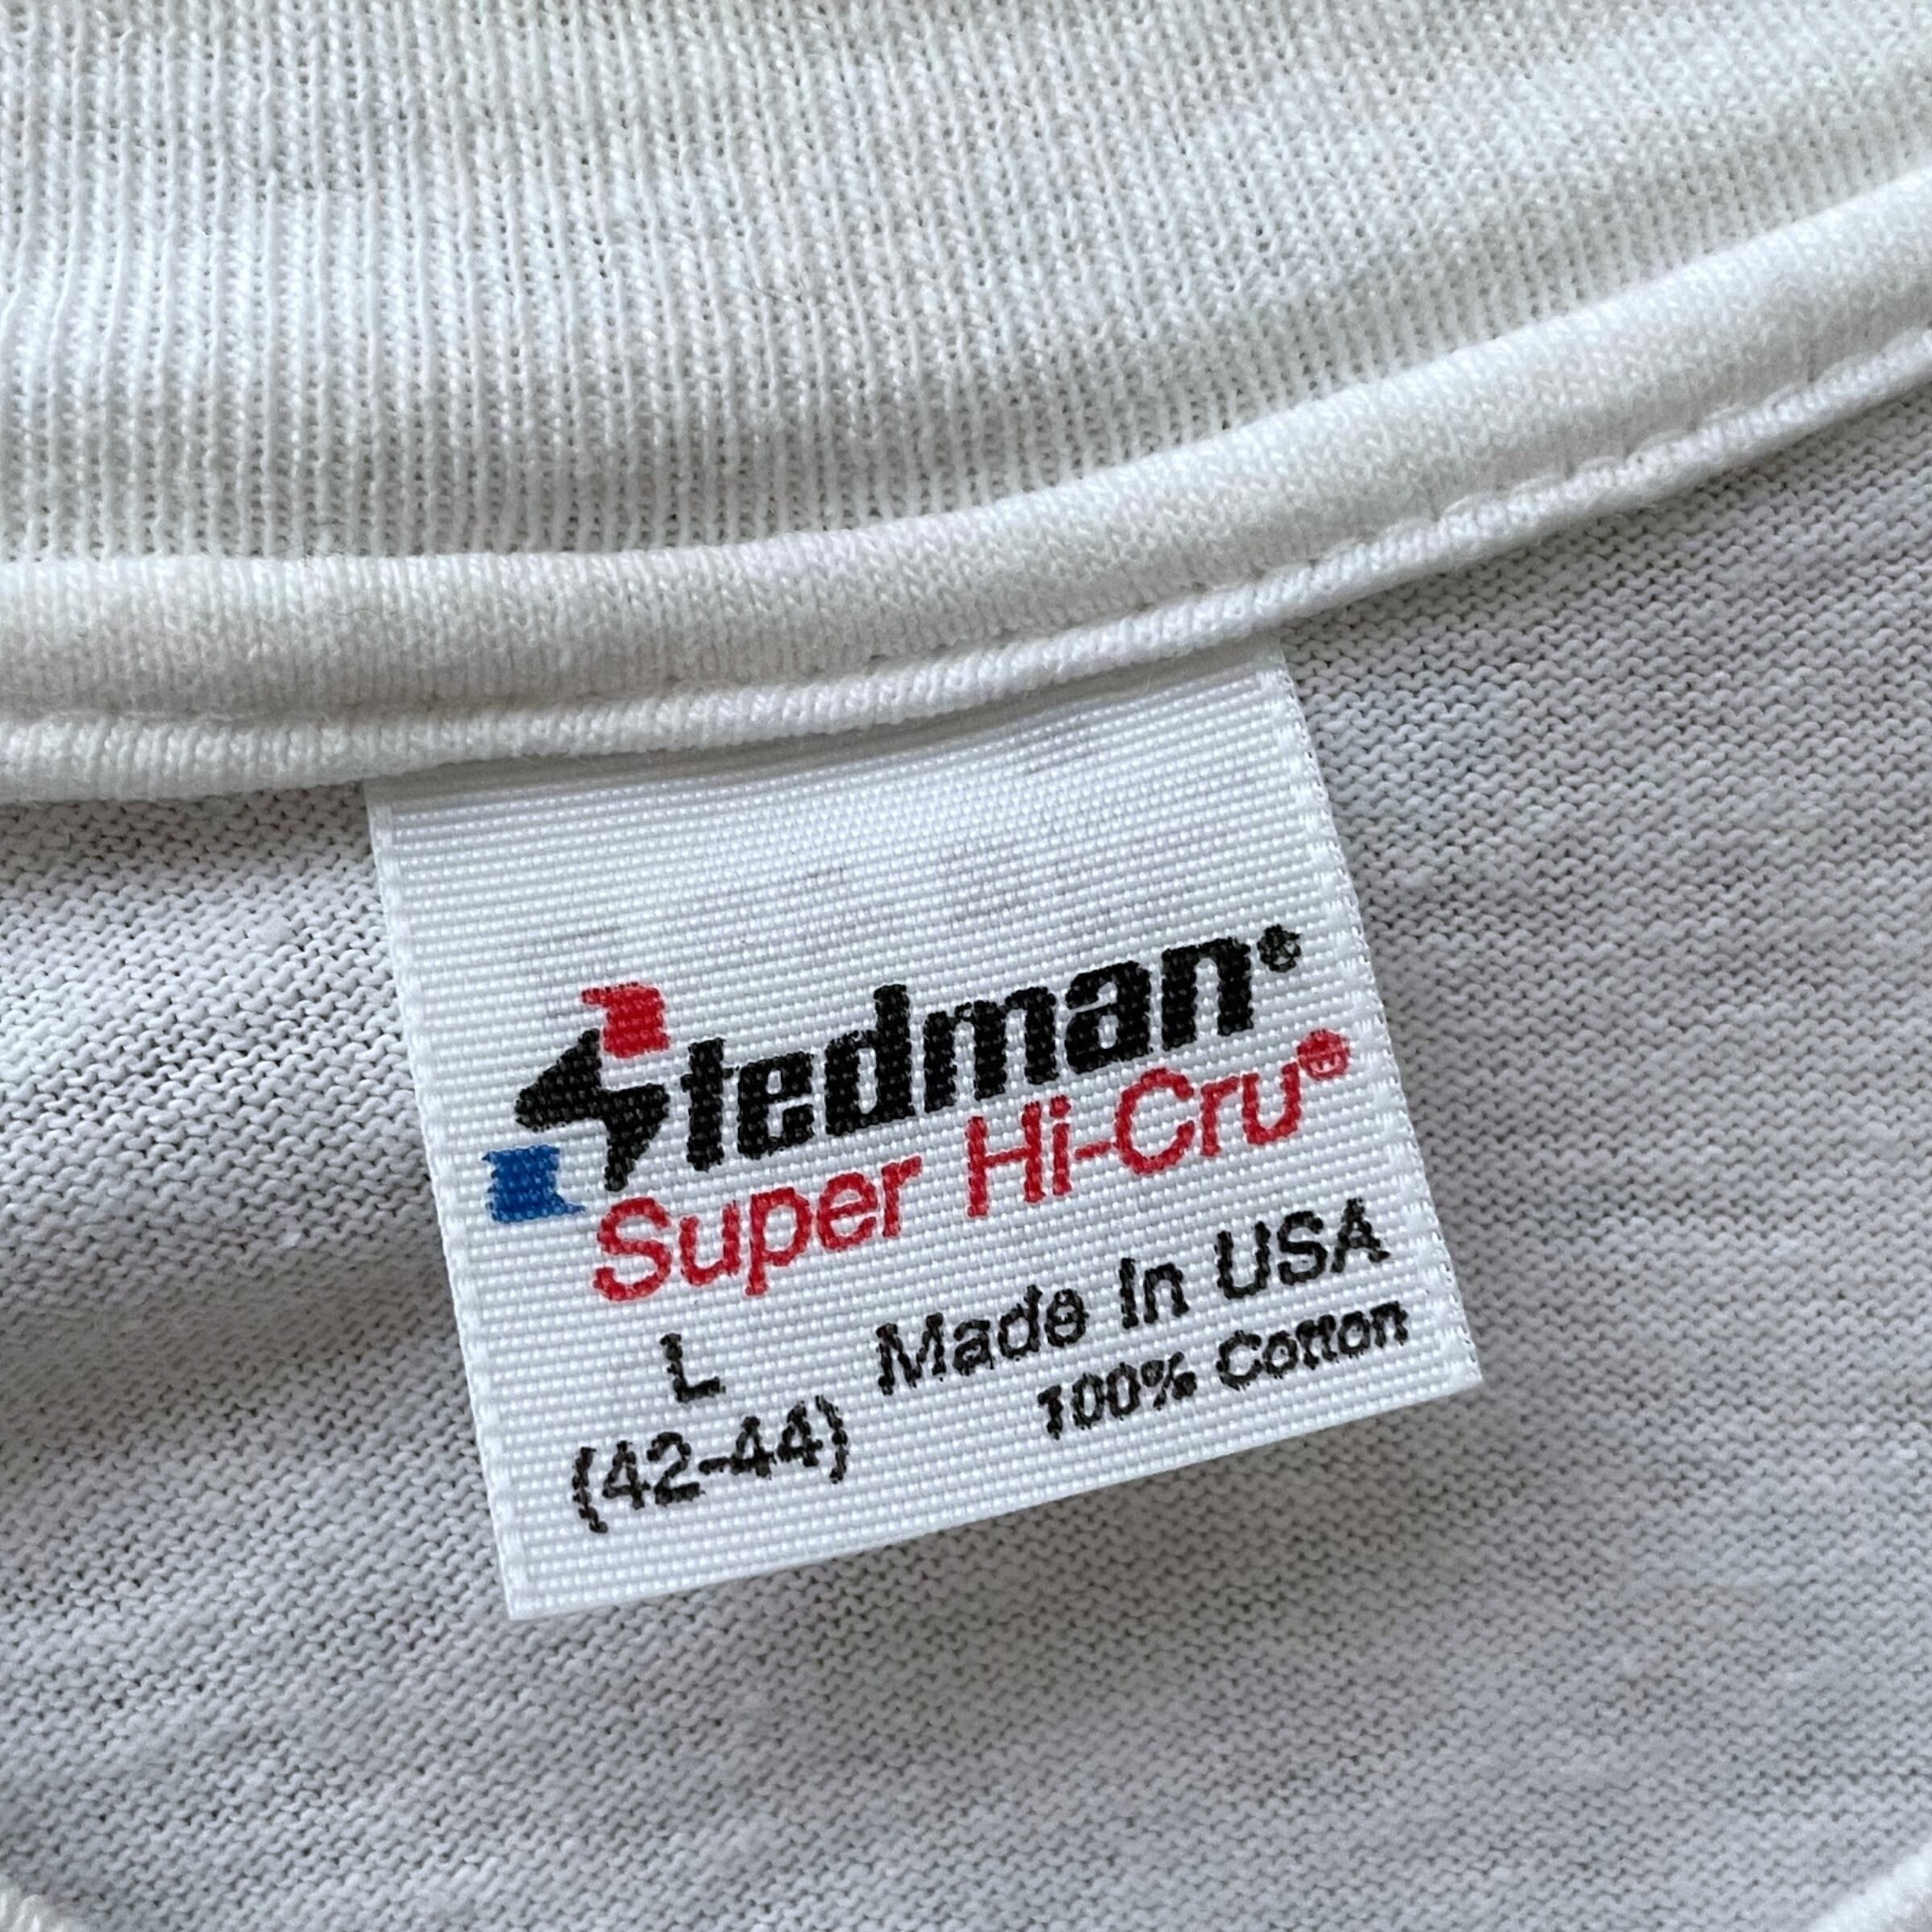 Stedman®
Super Hi-Cru®
L Made In USA
(42-44) 100% Cotton